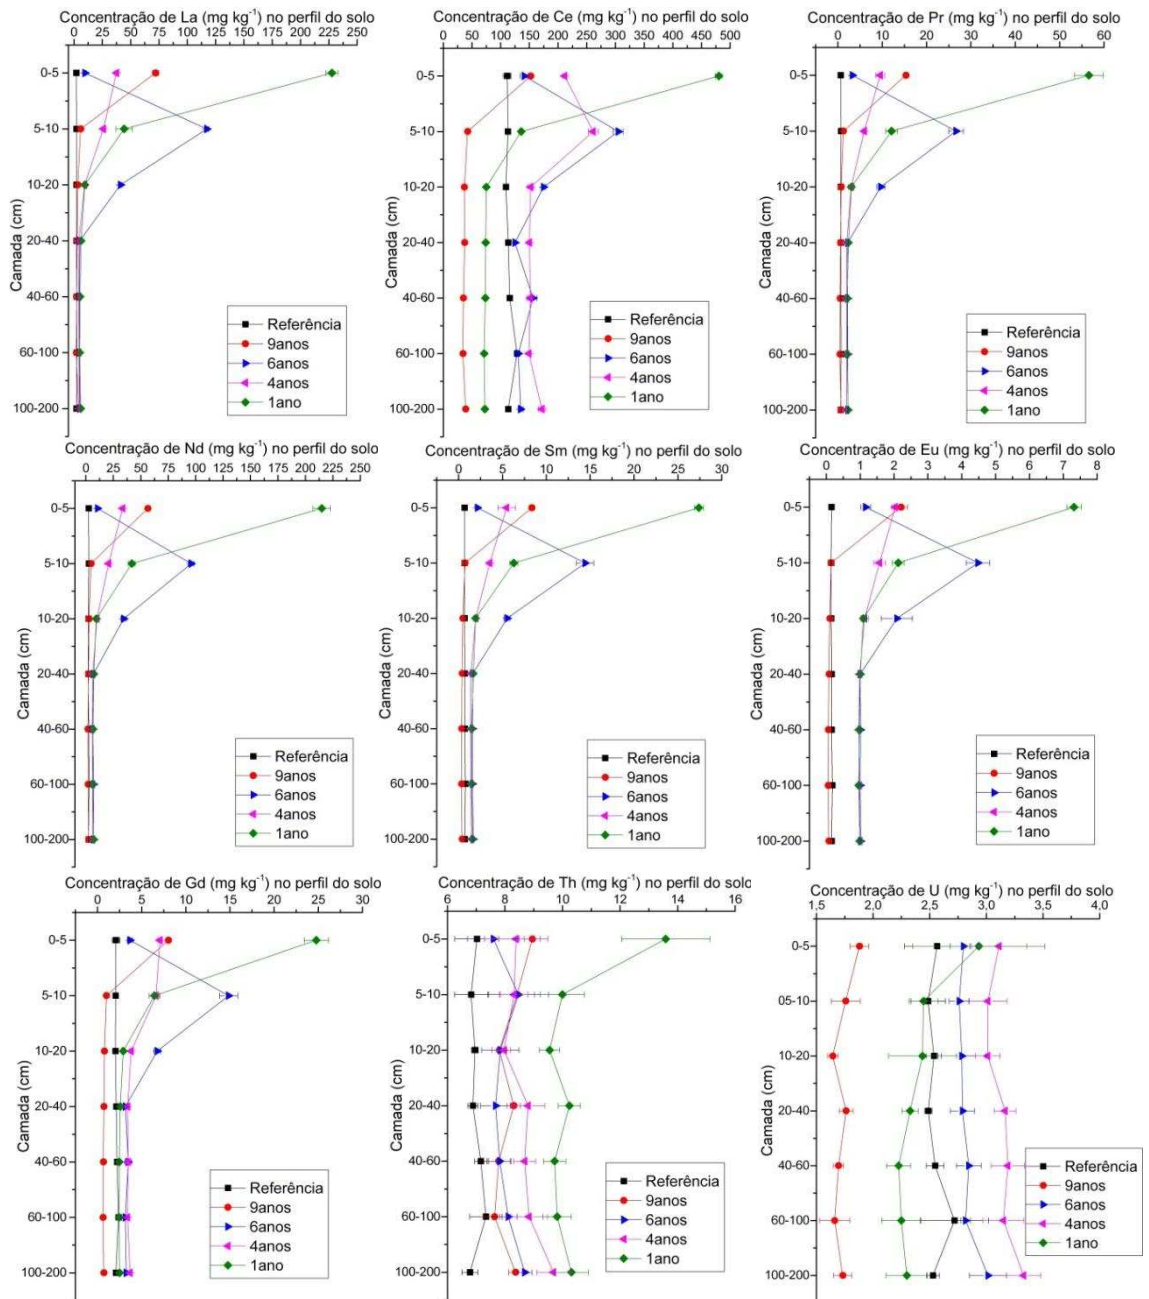 Concentração de La (mg kg⁻¹) no perfil do solo
0 25 50 75 100 125 150 175 200 225 250
Camada (cm)
0-5
5-10
10-20
20-40
40-60
60-100
100-200
Referência
9anos
6anos
4anos
1ano
Concentração de Ce (mg kg⁻¹) no perfil do solo
0 50 100 150 200 250 300 350 400 450 500
Camada (cm)
0-5
5-10
10-20
20-40
40-60
60-100
100-200
Referência
9anos
6anos
4anos
1ano
Concentração de Pr (mg kg⁻¹) no perfil do solo
0 10 20 30 40 50 60
Camada (cm)
0-5
5-10
10-20
20-40
40-60
60-100
100-200
Referência
9anos
6anos
4anos
1ano
Concentração de Nd (mg kg⁻¹) no perfil do solo
0 25 50 75 100 125 150 175 200 225 250
Camada (cm)
0-5
5-10
10-20
20-40
40-60
60-100
100-200
Referência
9anos
6anos
4anos
1ano
Concentração de Sm (mg kg⁻¹) no perfil do solo
0 5 10 15 20 25 30
Camada (cm)
0-5
5-10
10-20
20-40
40-60
60-100
100-200
Referência
9anos
6anos
4anos
1ano
Concentração de Eu (mg kg⁻¹) no perfil do solo
0 1 2 3 4 5 6 7 8
Camada (cm)
0-5
5-10
10-20
20-40
40-60
60-100
100-200
Referência
9anos
6anos
4anos
1ano
Concentração de Gd (mg kg⁻¹) no perfil do solo
0 5 10 15 20 25 30
Camada (cm)
0-5
5-10
10-20
20-40
40-60
60-100
100-200
Referência
9anos
6anos
4anos
1ano
Concentração de Th (mg kg⁻¹) no perfil do solo
6 8 10 12 14 16
Camada (cm)
0-5
5-10
10-20
20-40
40-60
60-100
100-200
Referência
9anos
6anos
4anos
1ano
Concentração de U (mg kg⁻¹) no perfil do solo
1,5 2,0 2,5 3,0 3,5 4,0
Camada (cm)
0-5
05-10
10-20
20-40
40-60
60-100
100-200
Referência
9anos
6anos
4anos
1ano